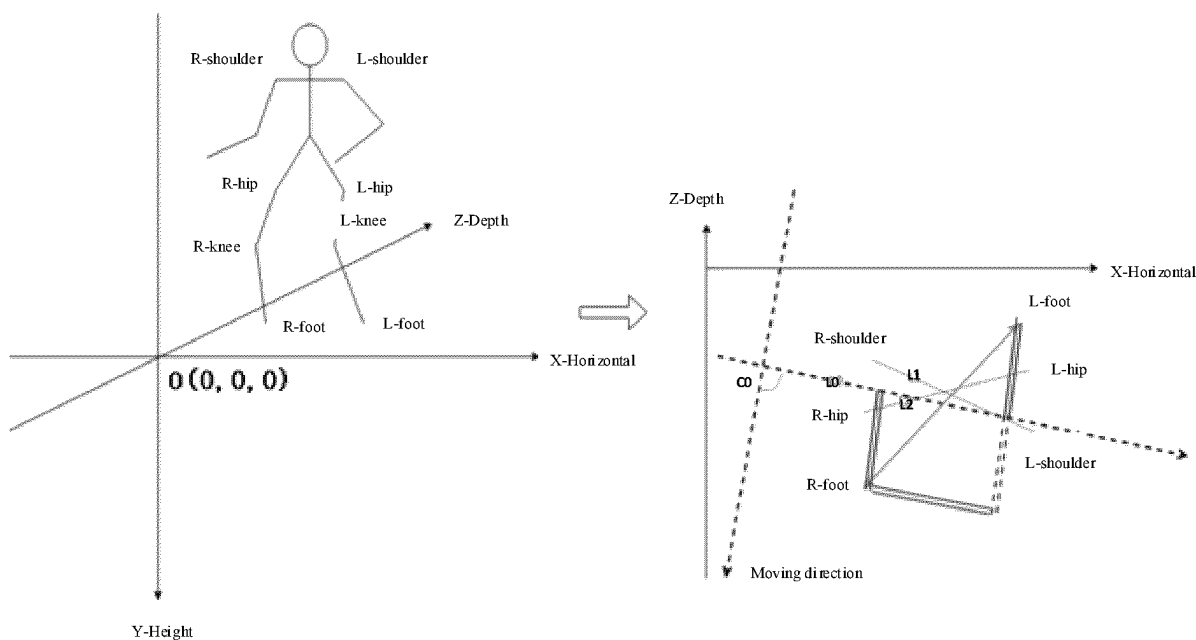 R-shoulder
L-shoulder
R-hip
L-hip
L-knee
Z-Depth
R-knee
R-foot
L-foot
X-Horizontal
O(0, 0, 0)
Y-Height
Z-Depth
X-Horizontal
L-foot
R-shoulder
L1
L-hip
C0
L0
L2
R-hip
L-shoulder
R-foot
Moving direction